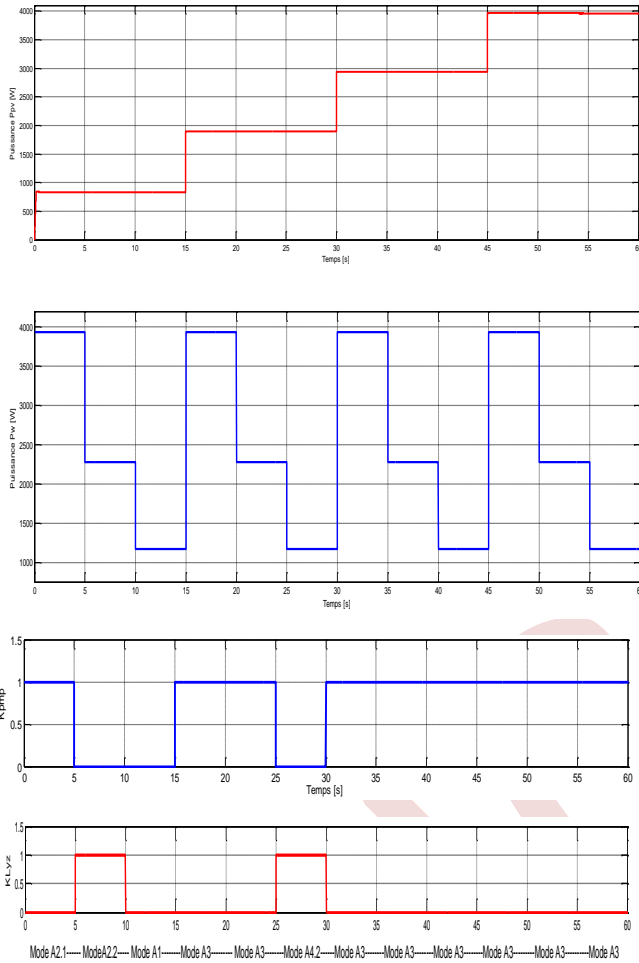 4000
3500
3000
2500
2000
1500
1000
500
0
Puissance Ppv [W]
0 5 10 15 20 25 30 35 40 45 50 55 60
Temps [s]
4000
3500
3000
2500
2000
1500
1000
Puissance Pw [W]
0 5 10 15 20 25 30 35 40 45 50 55 6
Temps [s]
1.5
1
0.5
0
Kpmp
0 5 10 15 20 25 30 35 40 45 50 55 60
Temps [s]
1.5
1
0.5
0
KLyz
0 5 10 15 20 25 30 35 40 45 50 55 60
Mode A2.1------ ModeA2.2---- Mode A1-------Mode A3-------- Mode A3-------Mode A4.2----Mode A3------Mode A3------Mode A3------Mode A3-------Mode A3---------Mode A3